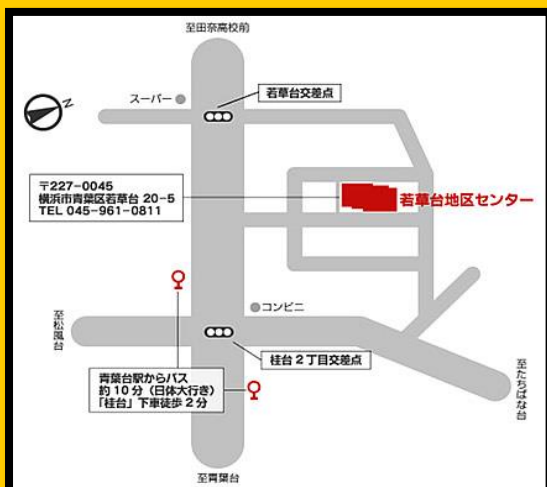 至田奈高校前
スーパー
若草台交差点
N
〒227-0045
横浜市青葉区若草台 20-5
TEL 045-961-0811
若草台地区センター
コンビニ
至松風台
桂台 2 丁目交差点
至たちばな台
青葉台駅からバス
約 10 分（日体大行き）
「桂台」下車徒歩 2 分
至青葉台